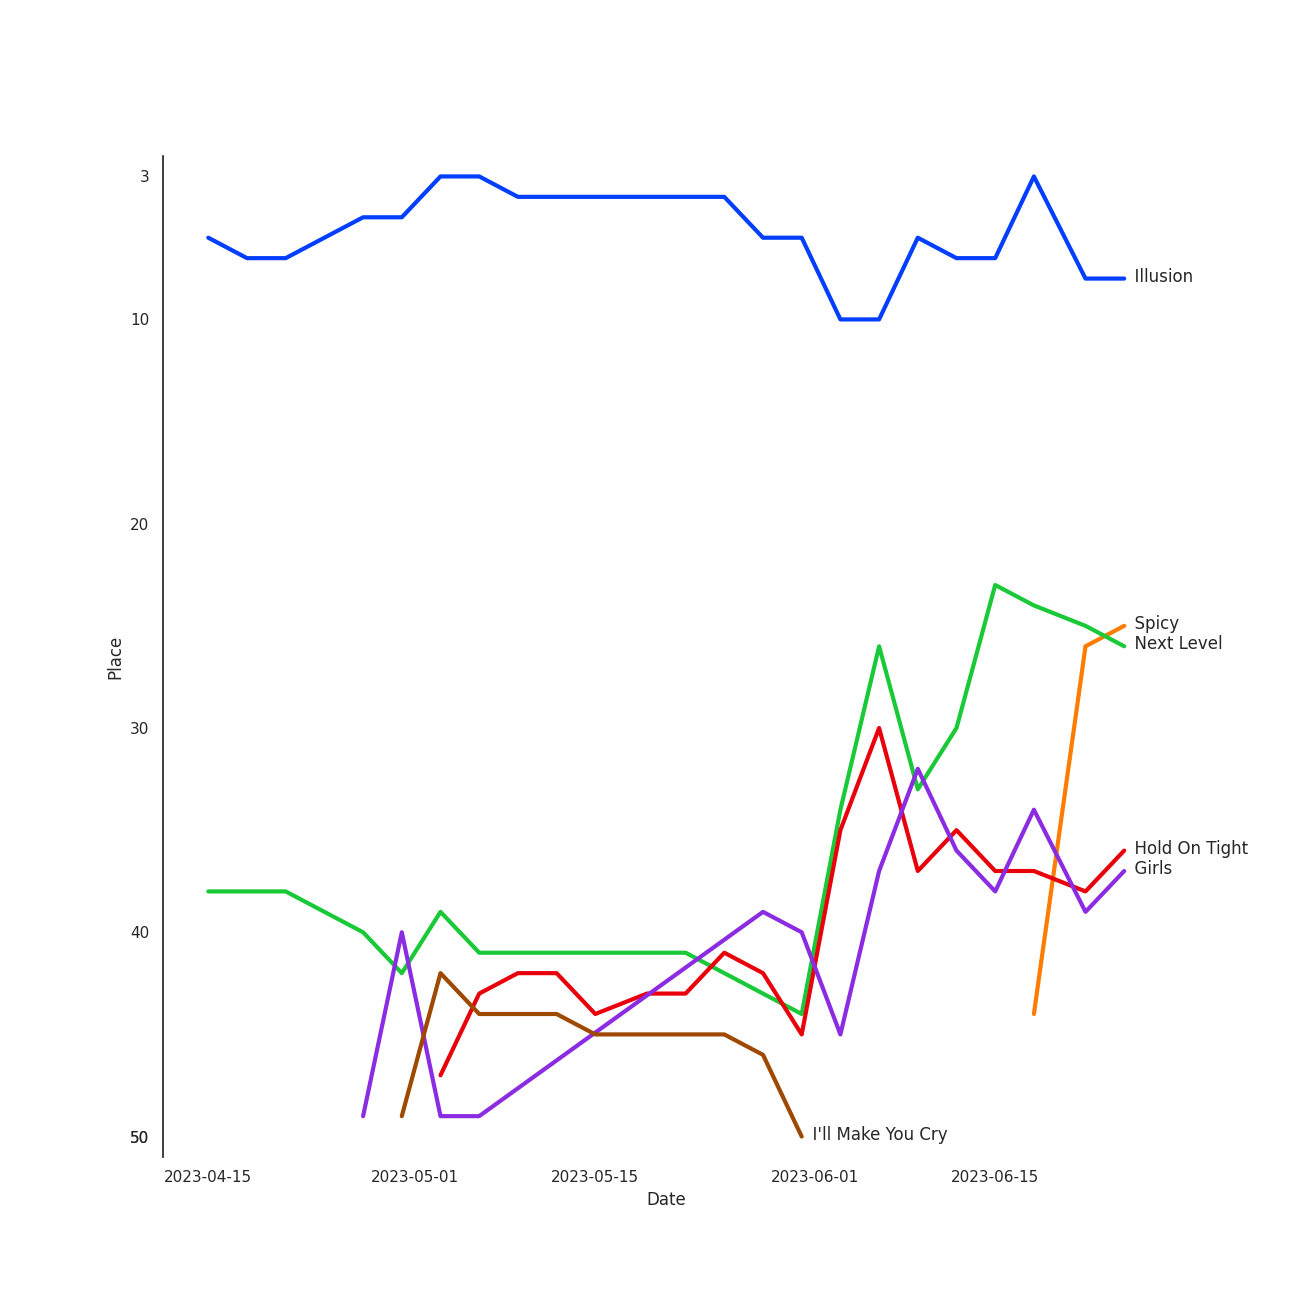 3
10
20
30
40
50
Place
Illusion
Spicy
Next Level
Hold On Tight
Girls
I'll Make You Cry
2023-04-15
2023-05-01
2023-05-15
2023-06-01
2023-06-15
Date